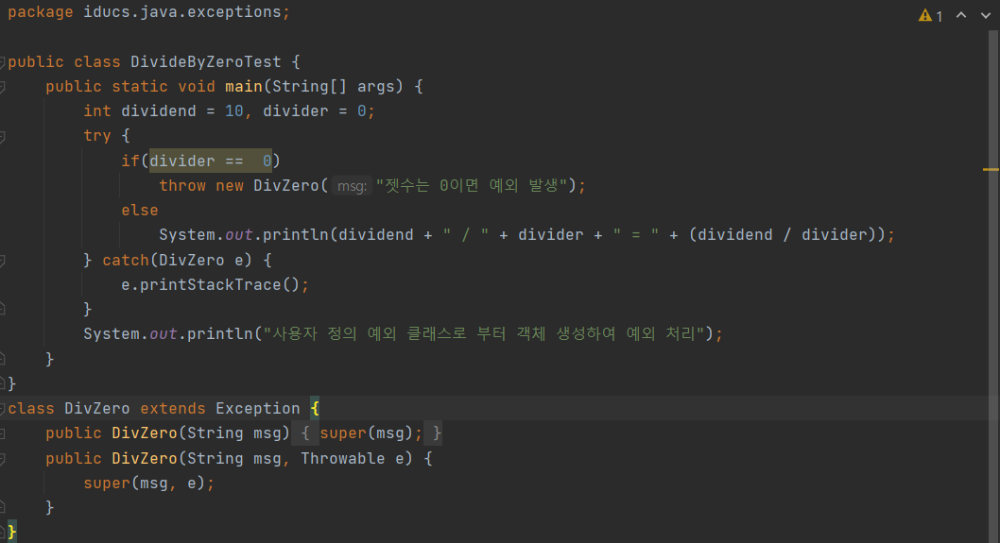 package iducs.java.exceptions;
1
public class DivideByZeroTest {
    public static void main(String[] args) {
        int dividend = 10, divider = 0;
        try {
            if(divider ==  0)
                throw new DivZero( msg: "젯수는 0이면 예외 발생");
            else
                System.out.println(dividend + " / " + divider + " = " + (dividend / divider));
        } catch(DivZero e) {
            e.printStackTrace();
        }
        System.out.println("사용자 정의 예외 클래스로 부터 객체 생성하여 예외 처리");
    }
}
class DivZero extends Exception {
    public DivZero(String msg) { super(msg); }
    public DivZero(String msg, Throwable e) {
        super(msg, e);
    }
}